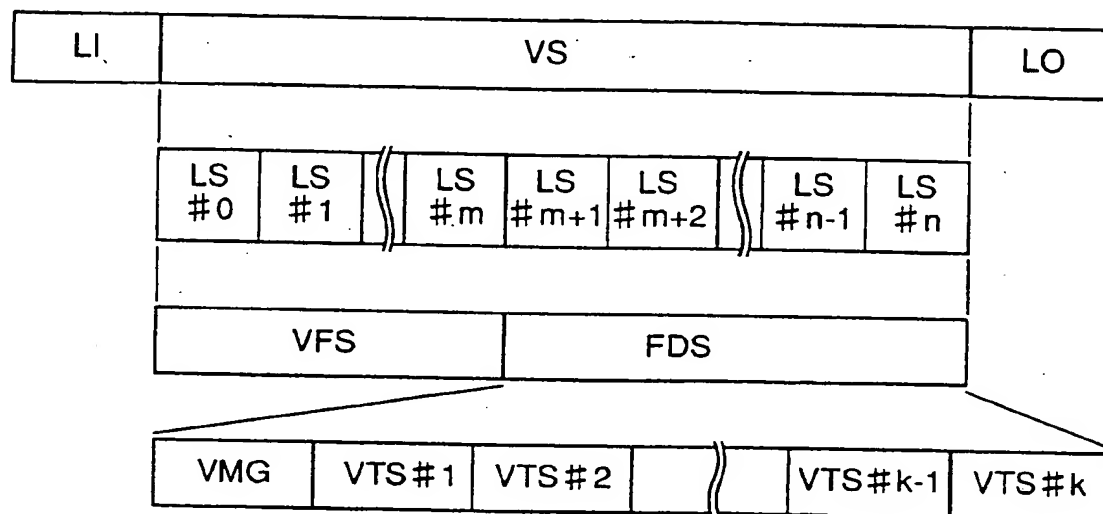 LI VS LO
LS LS LS LS LS LS LS
#0 #1 #m #m+1 #m+2 #n-1 #n
VFS FDS
VMG VTS#1 VTS#2 VTS#k-1 VTS#k